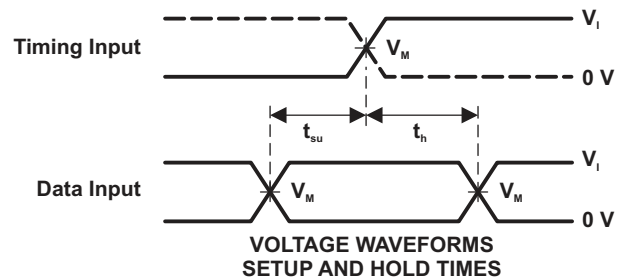 V_I
Timing Input
V_M
0 V
t_su
t_h
V_I
Data Input
V_M
V_M
0 V
VOLTAGE WAVEFORMS
SETUP AND HOLD TIMES